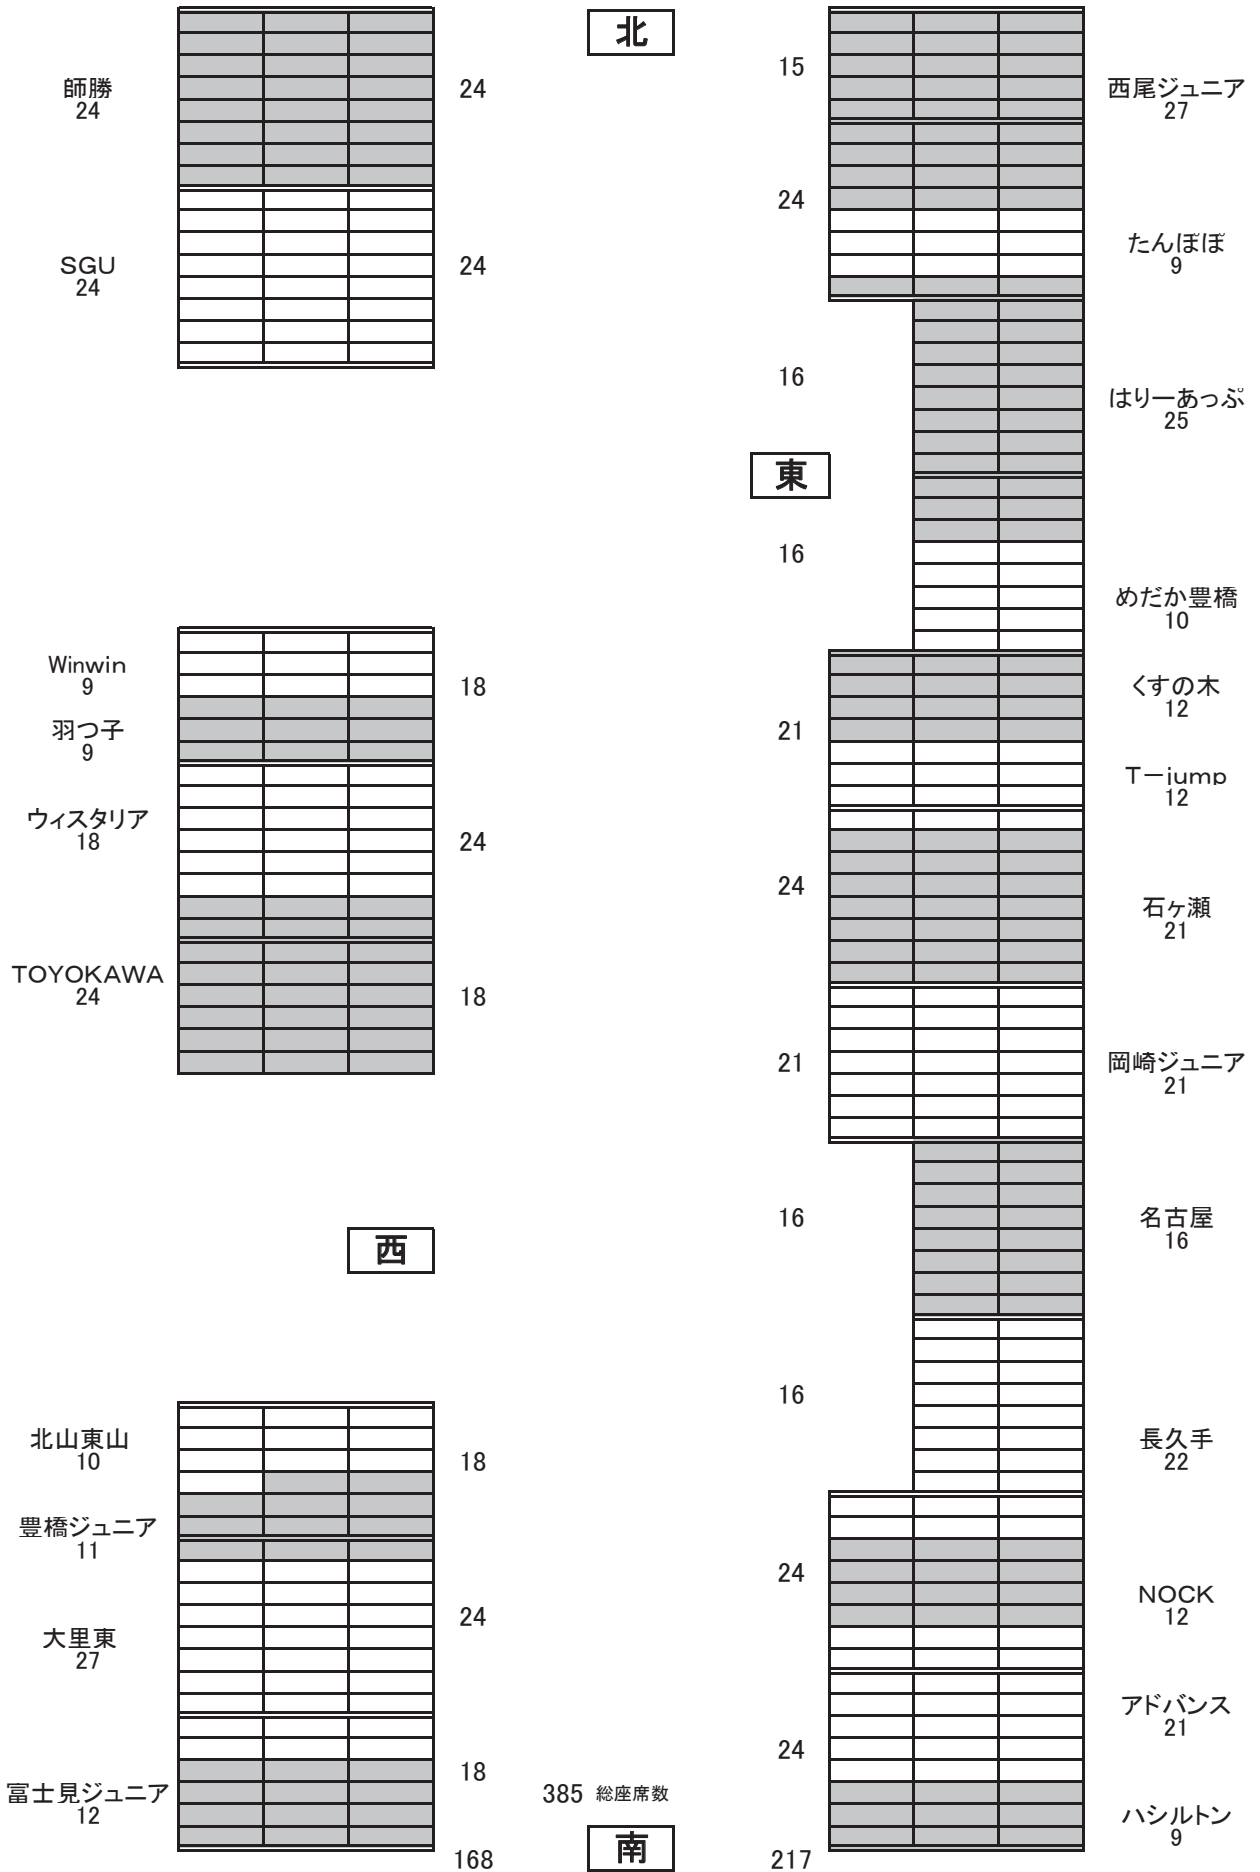 北
師勝
24
24
SGU
24
24
Winwin
9
18
羽つ子
9
ウィスタリア
18
24
TOYOKAWA
24
18
西
北山東山
10
18
豊橋ジュニア
11
24
大里東
27
18
富士見ジュニア
12
168
385 総座席数
南
15
西尾ジュニア
27
24
たんぽぽ
9
16
はりーあっぷ
25
東
16
めだか豊橋
10
くすの木
12
21
T－jump
12
24
石ヶ瀬
21
21
岡崎ジュニア
21
16
名古屋
16
16
長久手
22
24
NOCK
12
アドバンス
21
24
ハシルトン
9
217